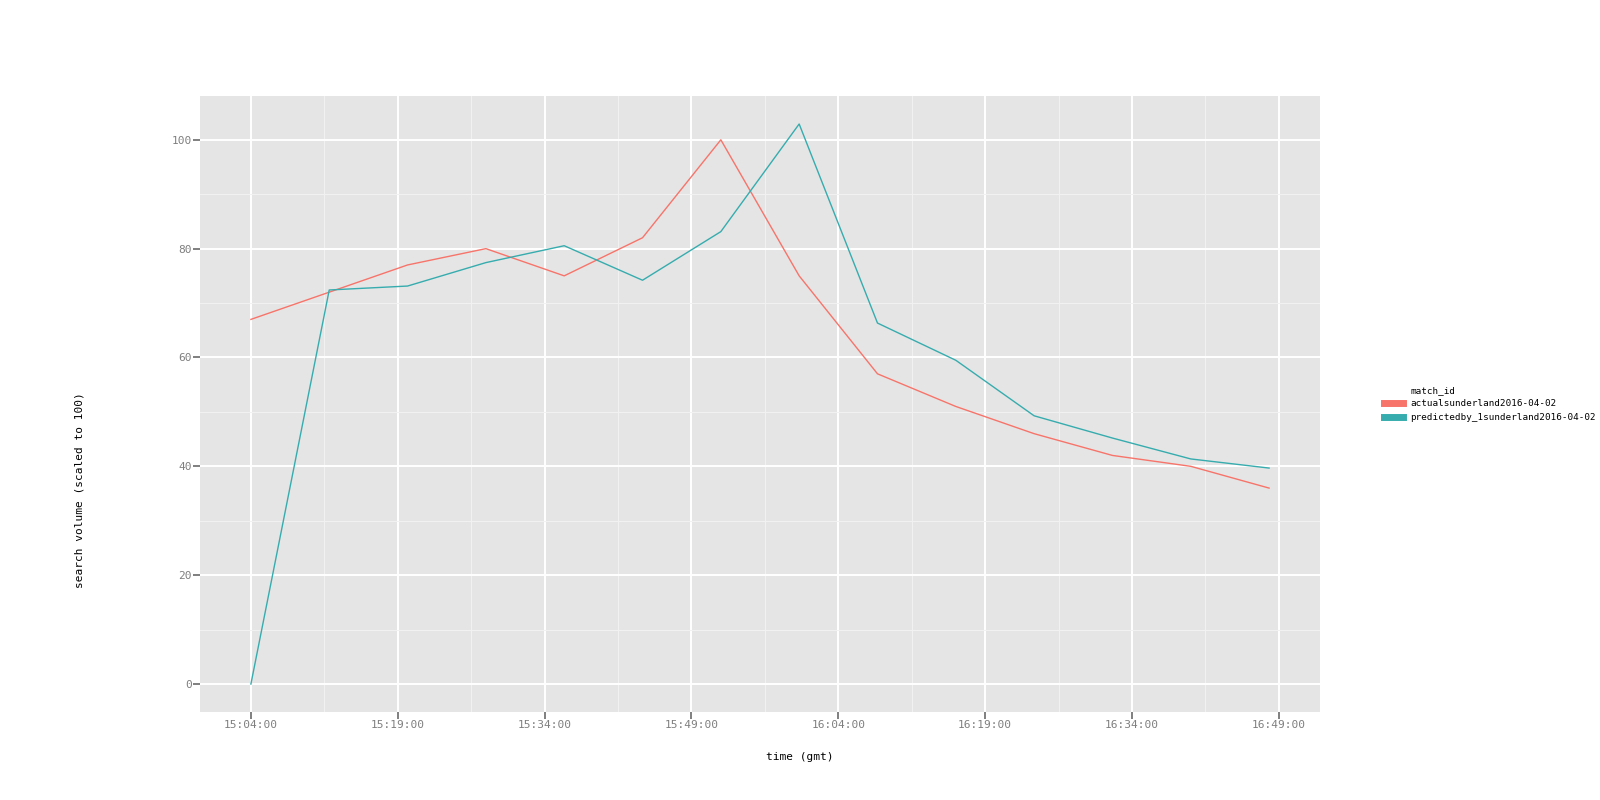 100
80
60
40
20
0
search volume (scaled to 100)
15:04:00 15:19:00 15:34:00 15:49:00 16:04:00 16:19:00 16:34:00 16:49:00
time (gmt)
match_id
actualsunderland2016-04-02
predictedby_1sunderland2016-04-02